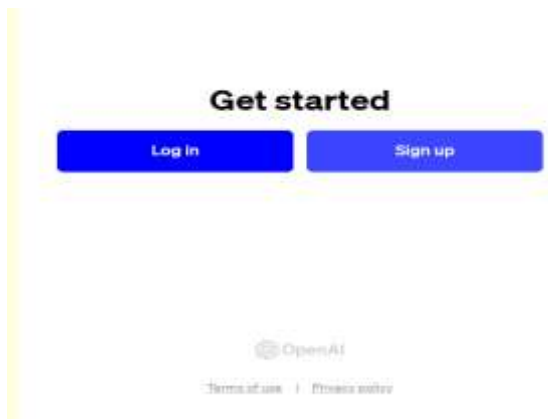 Get started
Log in
Sign up
OpenAI
Terms of use | Privacy policy